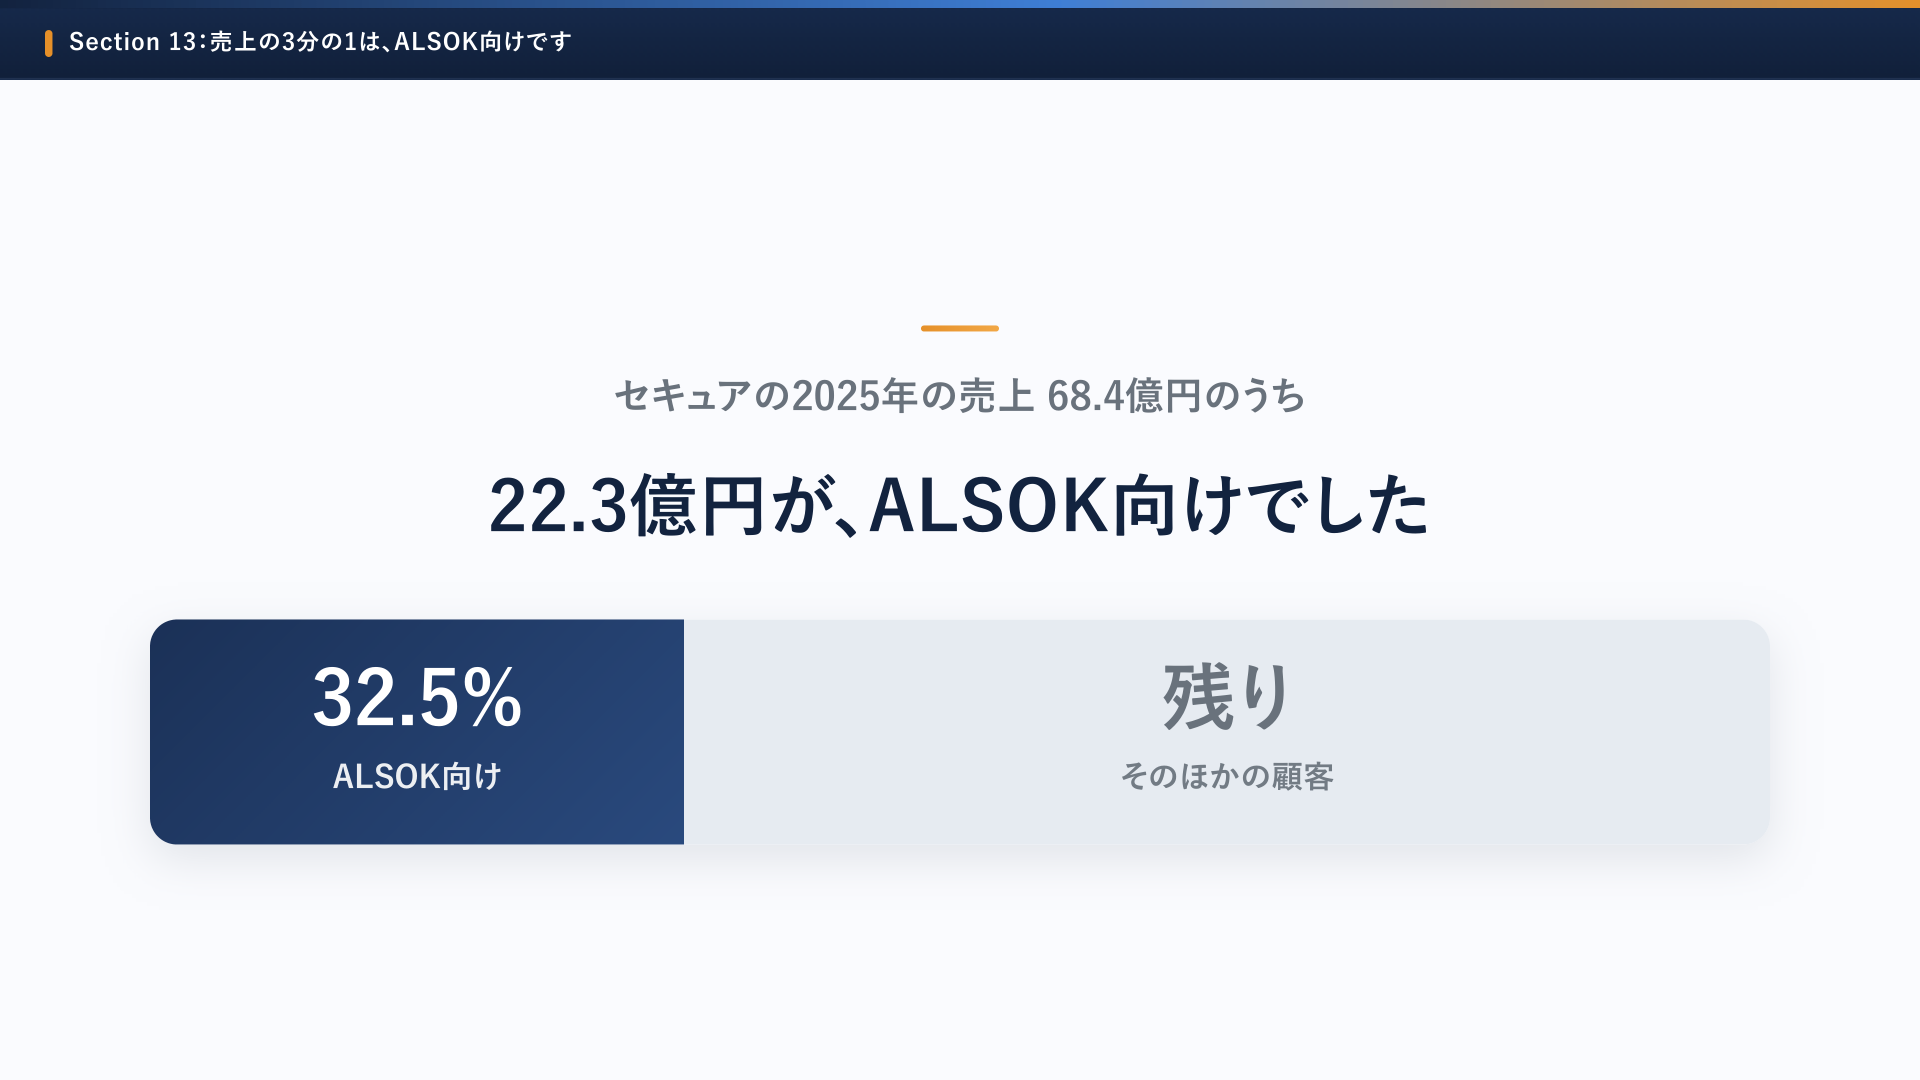 Section 13：売上の3分の1は、ALSOK向けです
セキュアの2025年の売上 68.4億円のうち
22.3億円が、ALSOK向けでした
32.5%
ALSOK向け
残り
そのほかの顧客